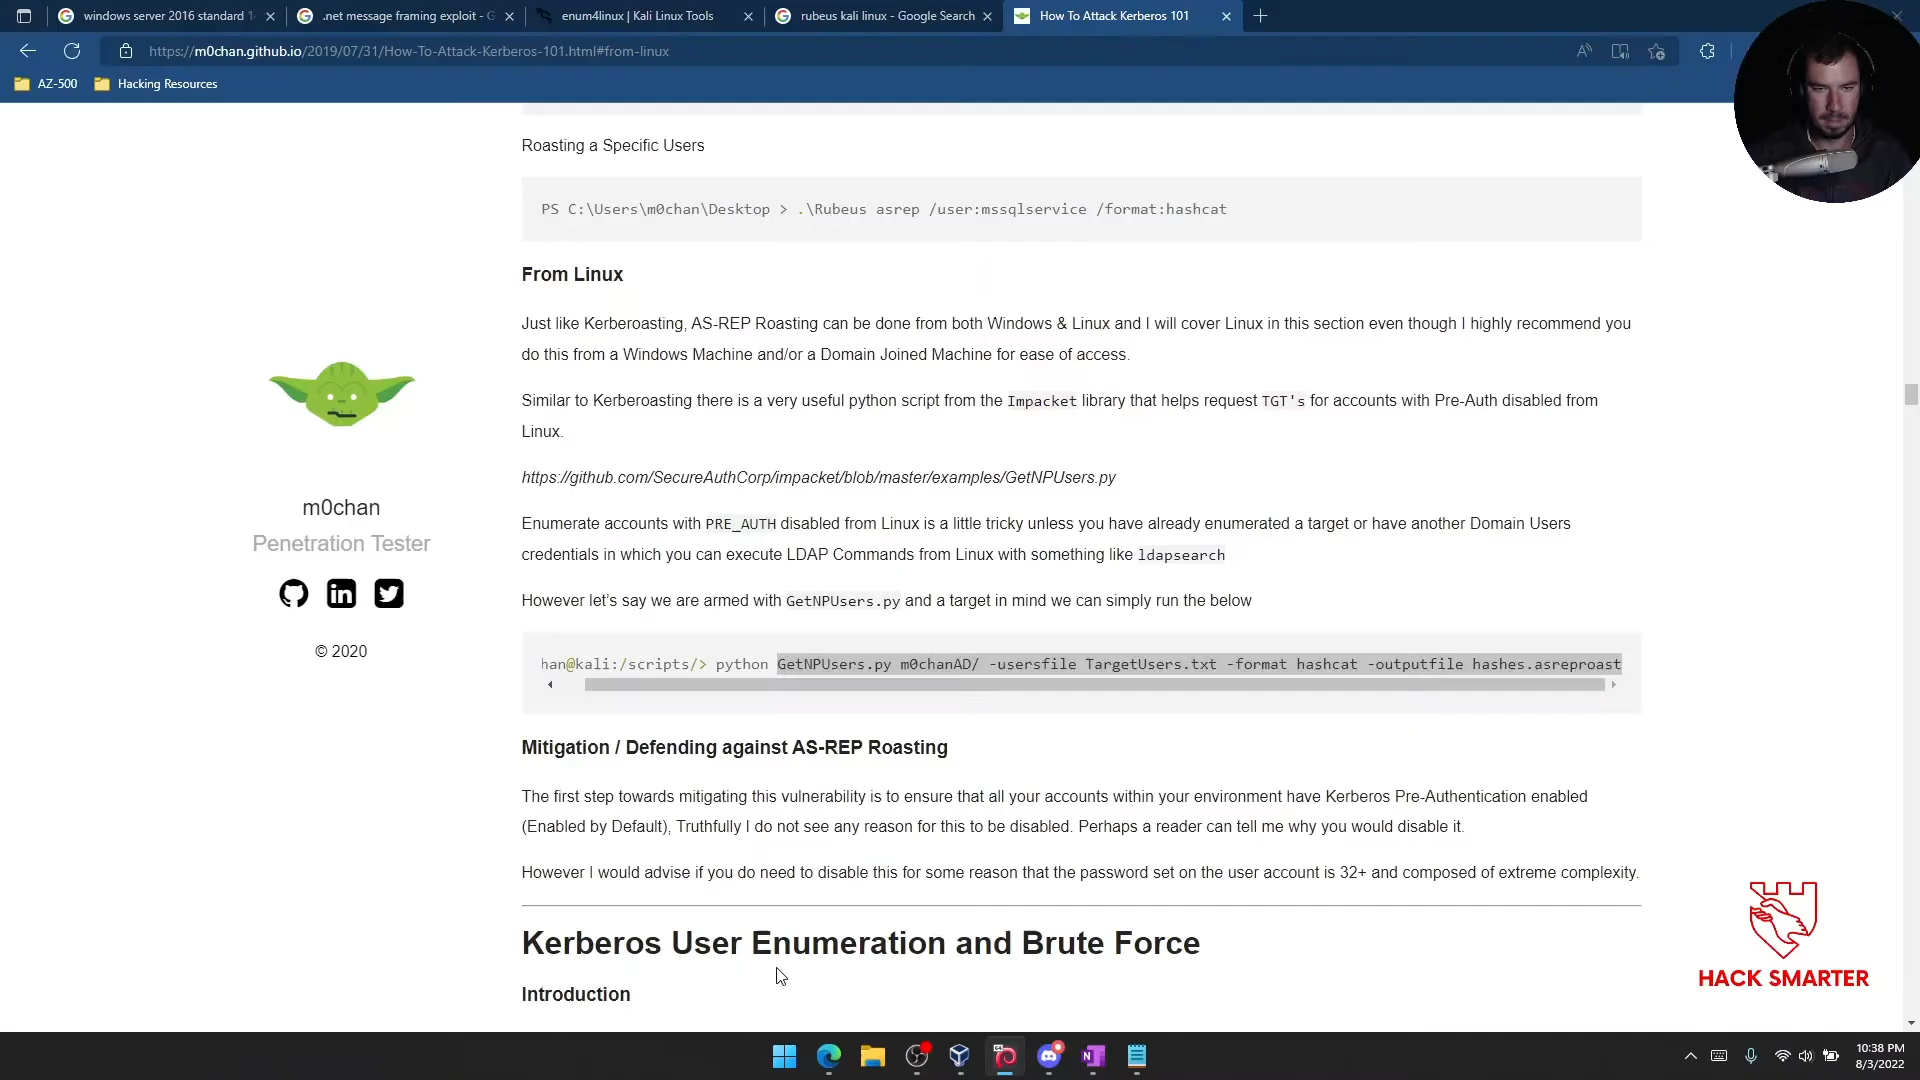 windows server 2016 standard 1
.net message framing exploit - G
enum4linux | Kali Linux Tools
rubeus kali linux - Google Search
How To Attack Kerberos 101
https://m0chan.github.io/2019/07/31/How-To-Attack-Kerberos-101.html#from-linux
AZ-500
Hacking Resources
Roasting a Specific Users
PS C:\Users\m0chan\Desktop > .\Rubeus asrep /user:mssqlservice /format:hashcat
From Linux
Just like Kerberoasting, AS-REP Roasting can be done from both Windows & Linux and I will cover Linux in this section even though I highly recommend you
do this from a Windows Machine and/or a Domain Joined Machine for ease of access.
Similar to Kerberoasting there is a very useful python script from the Impacket library that helps request TGT's for accounts with Pre-Auth disabled from
Linux.
https://github.com/SecureAuthCorp/impacket/blob/master/examples/GetNPUsers.py
m0chan
Penetration Tester
© 2020
Enumerate accounts with PRE_AUTH disabled from Linux is a little tricky unless you have already enumerated a target or have another Domain Users
credentials in which you can execute LDAP Commands from Linux with something like ldapsearch
However let’s say we are armed with GetNPUsers.py and a target in mind we can simply run the below
han@kali:/scripts/> python GetNPUsers.py m0chanAD/ -usersfile TargetUsers.txt -format hashcat -outputfile hashes.asreproast
Mitigation / Defending against AS-REP Roasting
The first step towards mitigating this vulnerability is to ensure that all your accounts within your environment have Kerberos Pre-Authentication enabled
(Enabled by Default), Truthfully I do not see any reason for this to be disabled. Perhaps a reader can tell me why you would disable it.
However I would advise if you do need to disable this for some reason that the password set on the user account is 32+ and composed of extreme complexity.
Kerberos User Enumeration and Brute Force
Introduction
HACK SMARTER
10:38 PM
8/3/2022